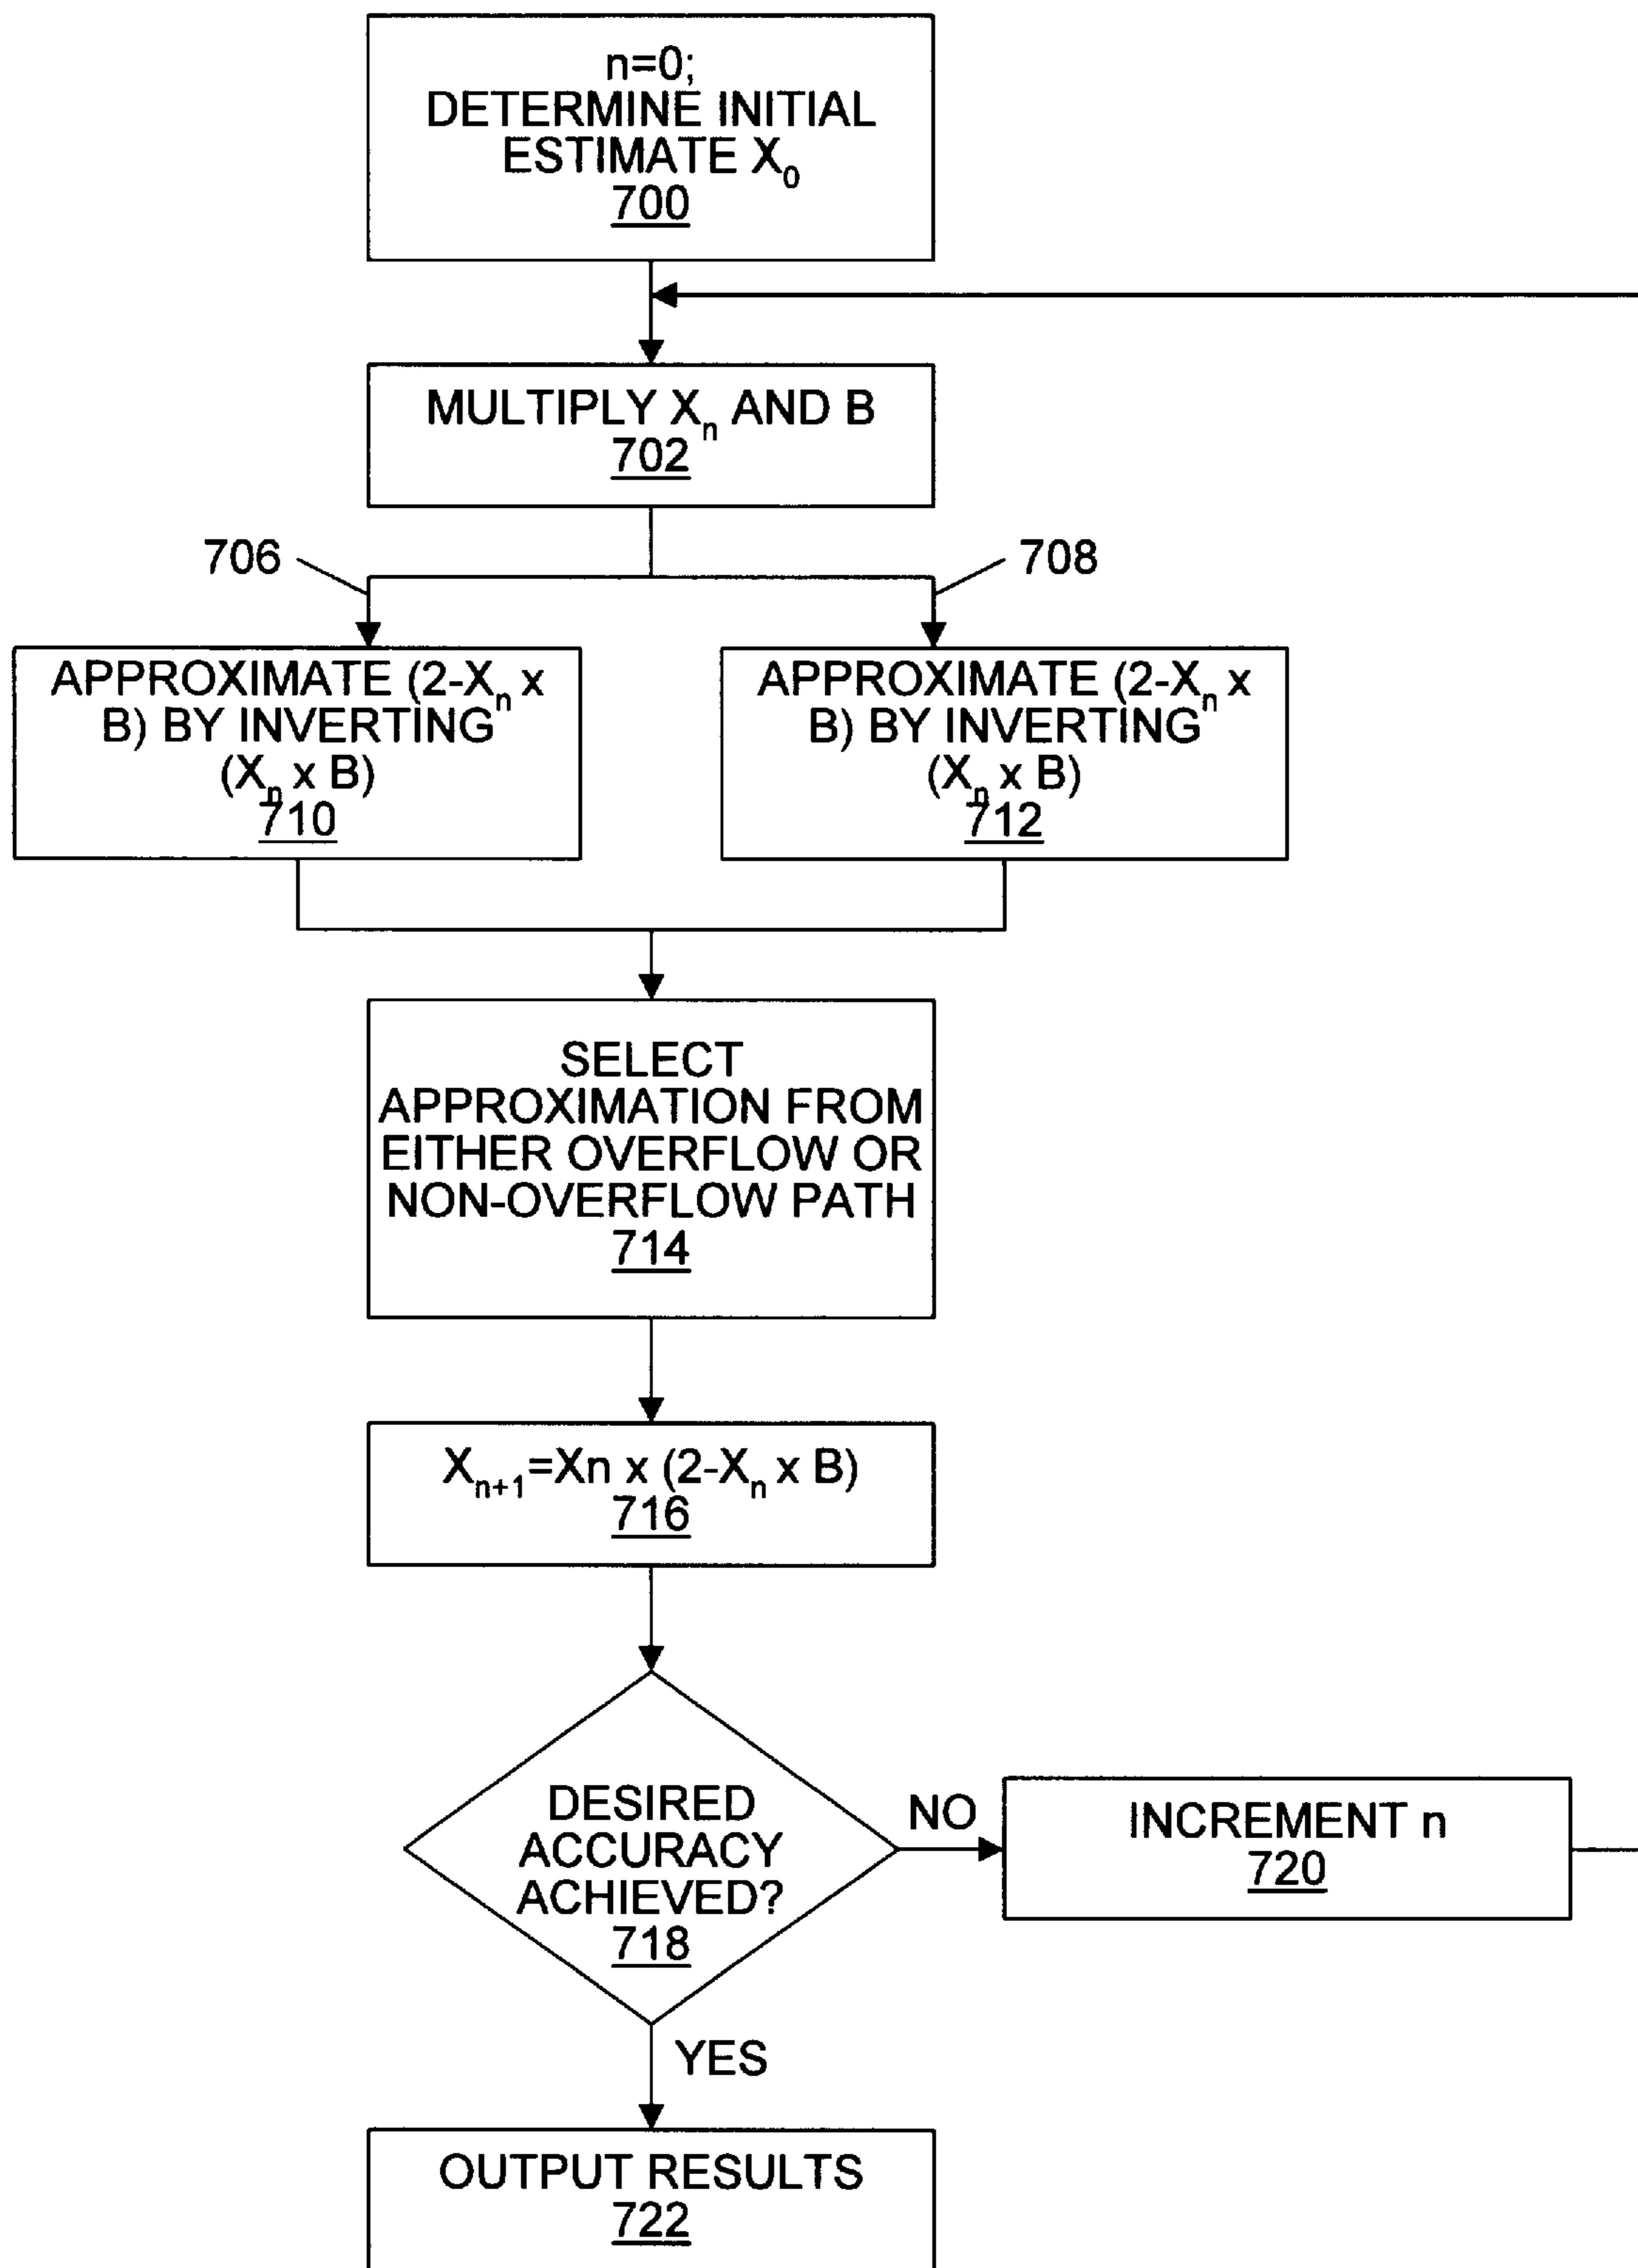 n=0;
DETERMINE INITIAL
ESTIMATE X₀
700
MULTIPLY Xₙ AND B
702
706
708
APPROXIMATE (2-Xₙ x
B) BY INVERTING
(Xₙ x B)
710
APPROXIMATE (2-Xₙ x
B) BY INVERTING
(Xₙ x B)
712
SELECT
APPROXIMATION FROM
EITHER OVERFLOW OR
NON-OVERFLOW PATH
714
Xₙ₊₁=Xn x (2-Xₙ x B)
716
DESIRED
ACCURACY
ACHIEVED?
718
NO
INCREMENT n
720
YES
OUTPUT RESULTS
722